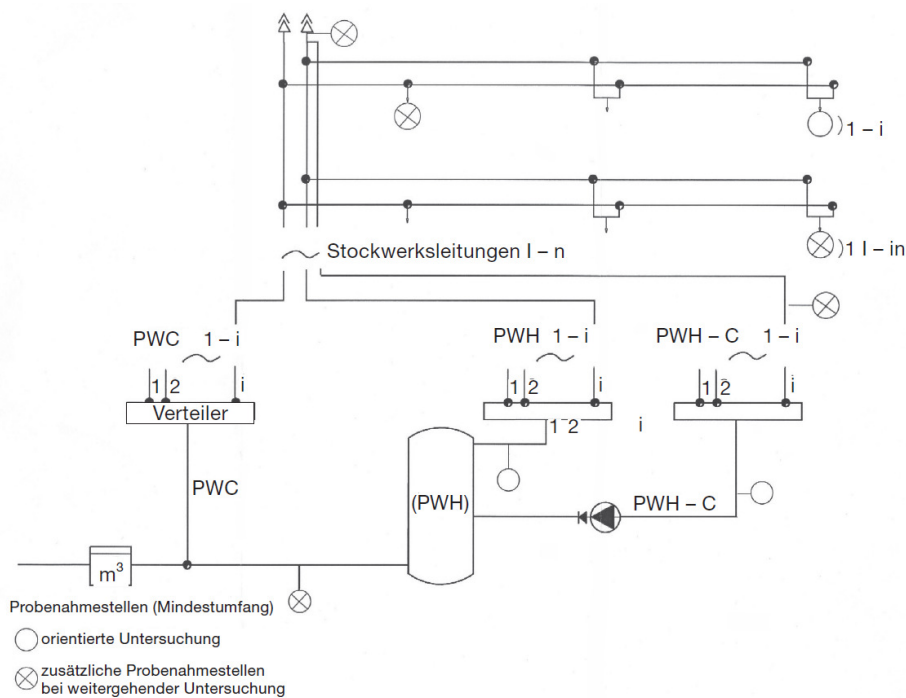 1 – i
1 I – in
Stockwerksleitungen I – n
PWC 1 – i
PWH 1 – i
PWH – C 1 – i
1 2 i
1 2 i
1 2 i
Verteiler
1 2 i
PWC
(PWH)
PWH – C
m³
Probenahmestellen (Mindestumfang)
orientierte Untersuchung
zusätzliche Probenahmestellen
bei weitergehender Untersuchung